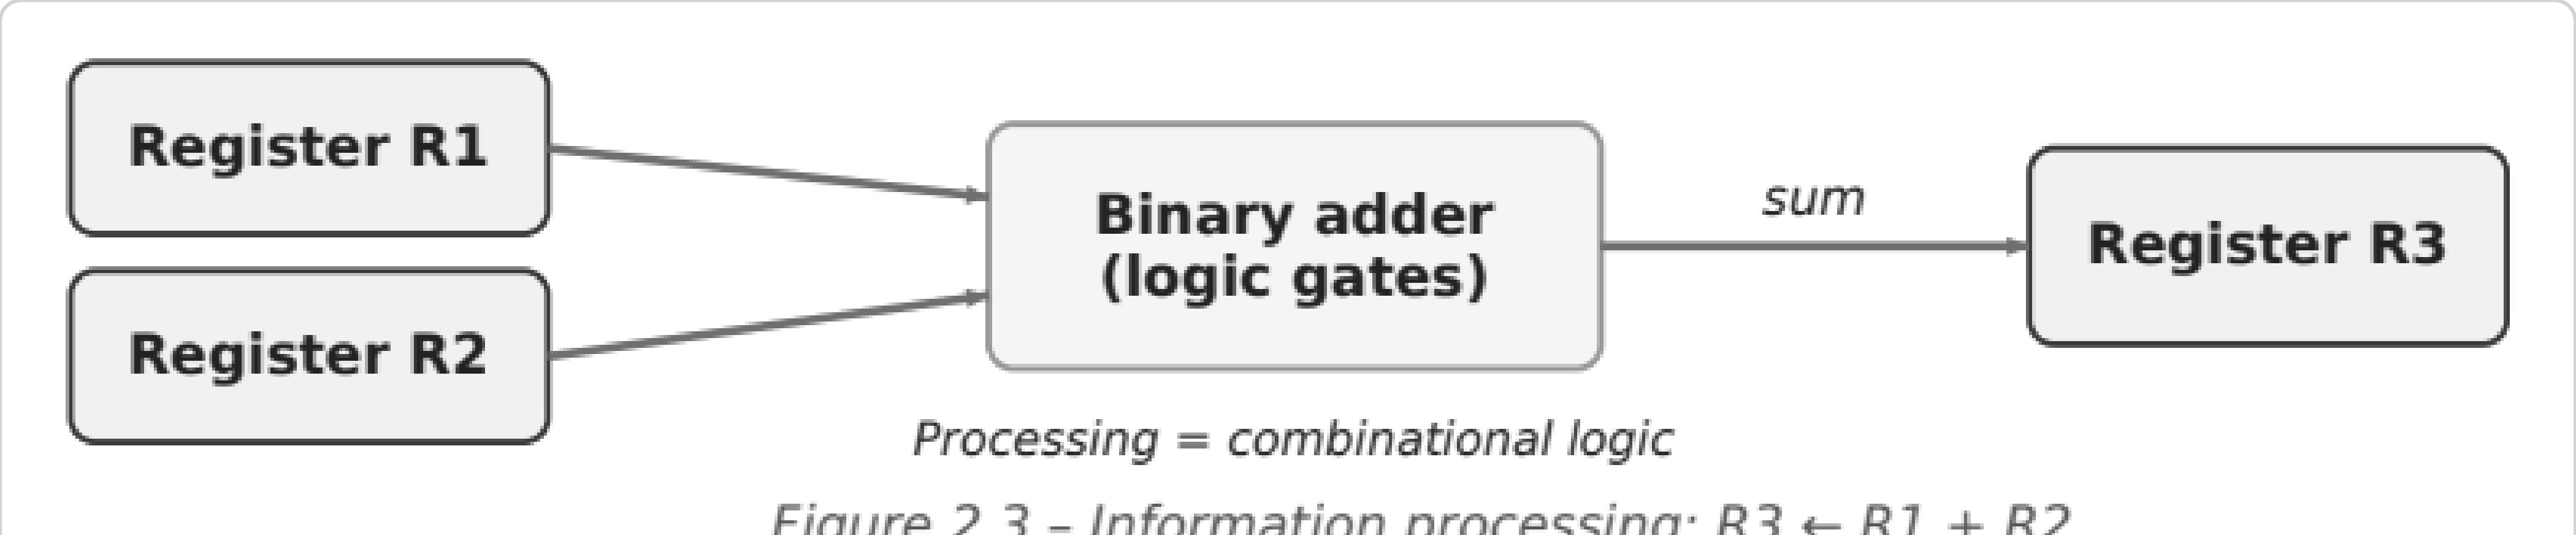 Register R1
Register R2
Binary adder
(logic gates)
sum
Register R3
Processing = combinational logic
Figure 2.3 – Information processing: R3 ← R1 + R2